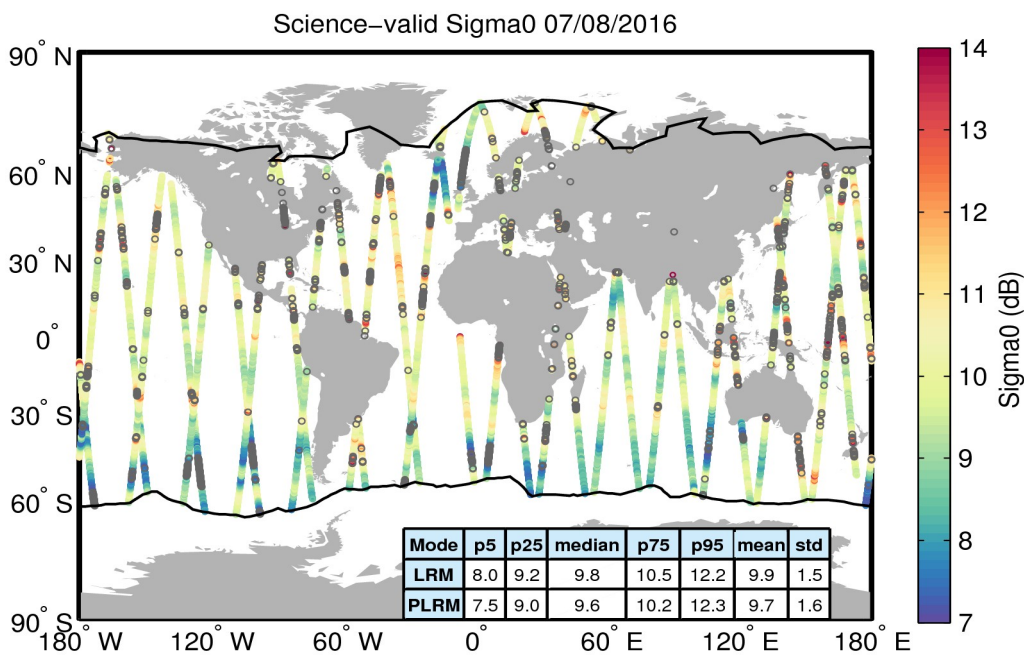 Science−valid Sigma0 07/08/2016
90° N
60° N
30° N
0°
30° S
60° S
90° S
180° W
120° W
60° W
0°
60° E
120° E
180° E
14
13
12
11
10
9
8
7
Sigma0 (dB)
Mode p5 p25 median p75 p95 mean std
LRM 8.0 9.2 9.8 10.5 12.2 9.9 1.5
PLRM 7.5 9.0 9.6 10.2 12.3 9.7 1.6